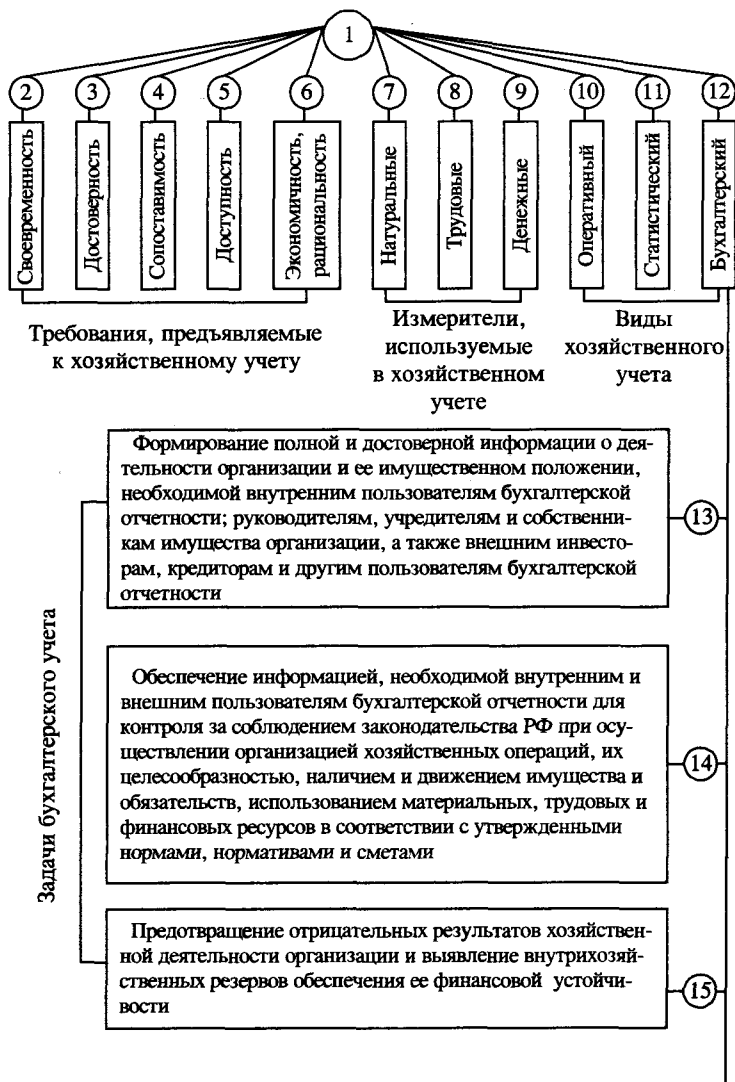 1
2 3 4 5 6 7 8 9 10 11 12
Своевременность
Достоверность
Сопоставимость
Доступность
Экономичность,
рациональность
Натуральные
Трудовые
Денежные
Оперативный
Статистический
Бухгалтерский
Требования, предъявляемые
к хозяйственному учету
Измерители,
используемые
в хозяйственном
учете
Виды
хозяйственного
учета
Задачи бухгалтерского учета
Формирование полной и достоверной информации о дея-
тельности организации и ее имущественном положении,
необходимой внутренним пользователям бухгалтерской
отчетности; руководителям, учредителям и собственни-
кам имущества организации, а также внешним инвесто-
рам, кредиторам и другим пользователям бухгалтерской
отчетности
13
Обеспечение информацией, необходимой внутренним и
внешним пользователям бухгалтерской отчетности для
контроля за соблюдением законодательства РФ при осу-
ществлении организацией хозяйственных операций, их
целесообразностью, наличием и движением имущества и
обязательств, использованием материальных, трудовых и
финансовых ресурсов в соответствии с утвержденными
нормами, нормативами и сметами
14
Предотвращение отрицательных результатов хозяйствен-
ной деятельности организации и выявление внутрихозяй-
ственных резервов обеспечения ее финансовой устойчи-
вости
15